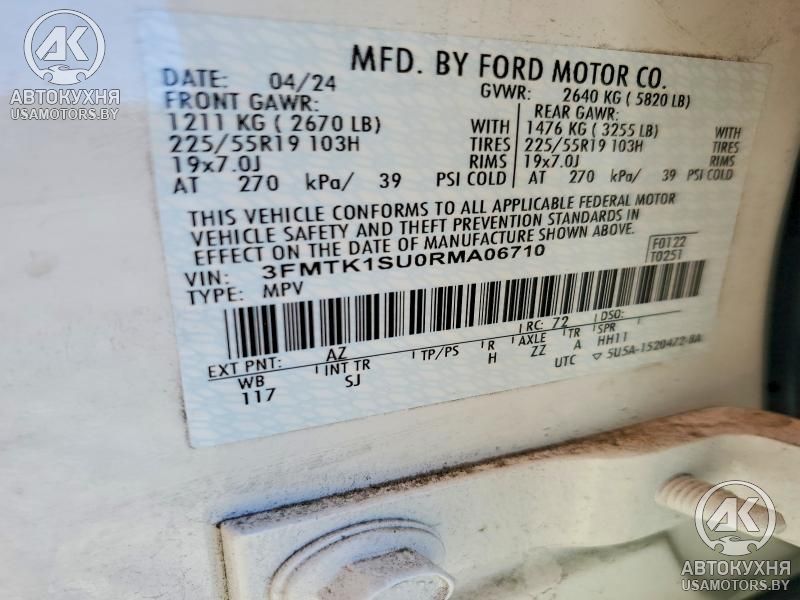 АК
АВТОКУХНЯ
USAMOTORS.BY
MFD. BY FORD MOTOR CO.
DATE: 04/24 GVWR: 2640 KG ( 5820 LB)
FRONT GAWR: REAR GAWR:
1211 KG ( 2670 LB) WITH 1476 KG ( 3255 LB) WITH
225/55R19 103H TIRES 225/55R19 103H TIRES
19x7.0J RIMS 19x7.0J RIMS
AT 270 kPa/ 39 PSI COLD AT 270 kPa/ 39 PSI COLD
THIS VEHICLE CONFORMS TO ALL APPLICABLE FEDERAL MOTOR
VEHICLE SAFETY AND THEFT PREVENTION STANDARDS IN
EFFECT ON THE DATE OF MANUFACTURE SHOWN ABOVE.
F0122
T0251
VIN: 3FMTK1SU0RMA06710
TYPE: MPV
EXT PNT: AZ RC: 72 DSO:
WB INT TR TP/PS R AXLE TR SPR
117 SJ H ZZ A HH11
UTC ▽ 5U5A-1520472-BA
АК
АВТОКУХНЯ
USAMOTORS.BY